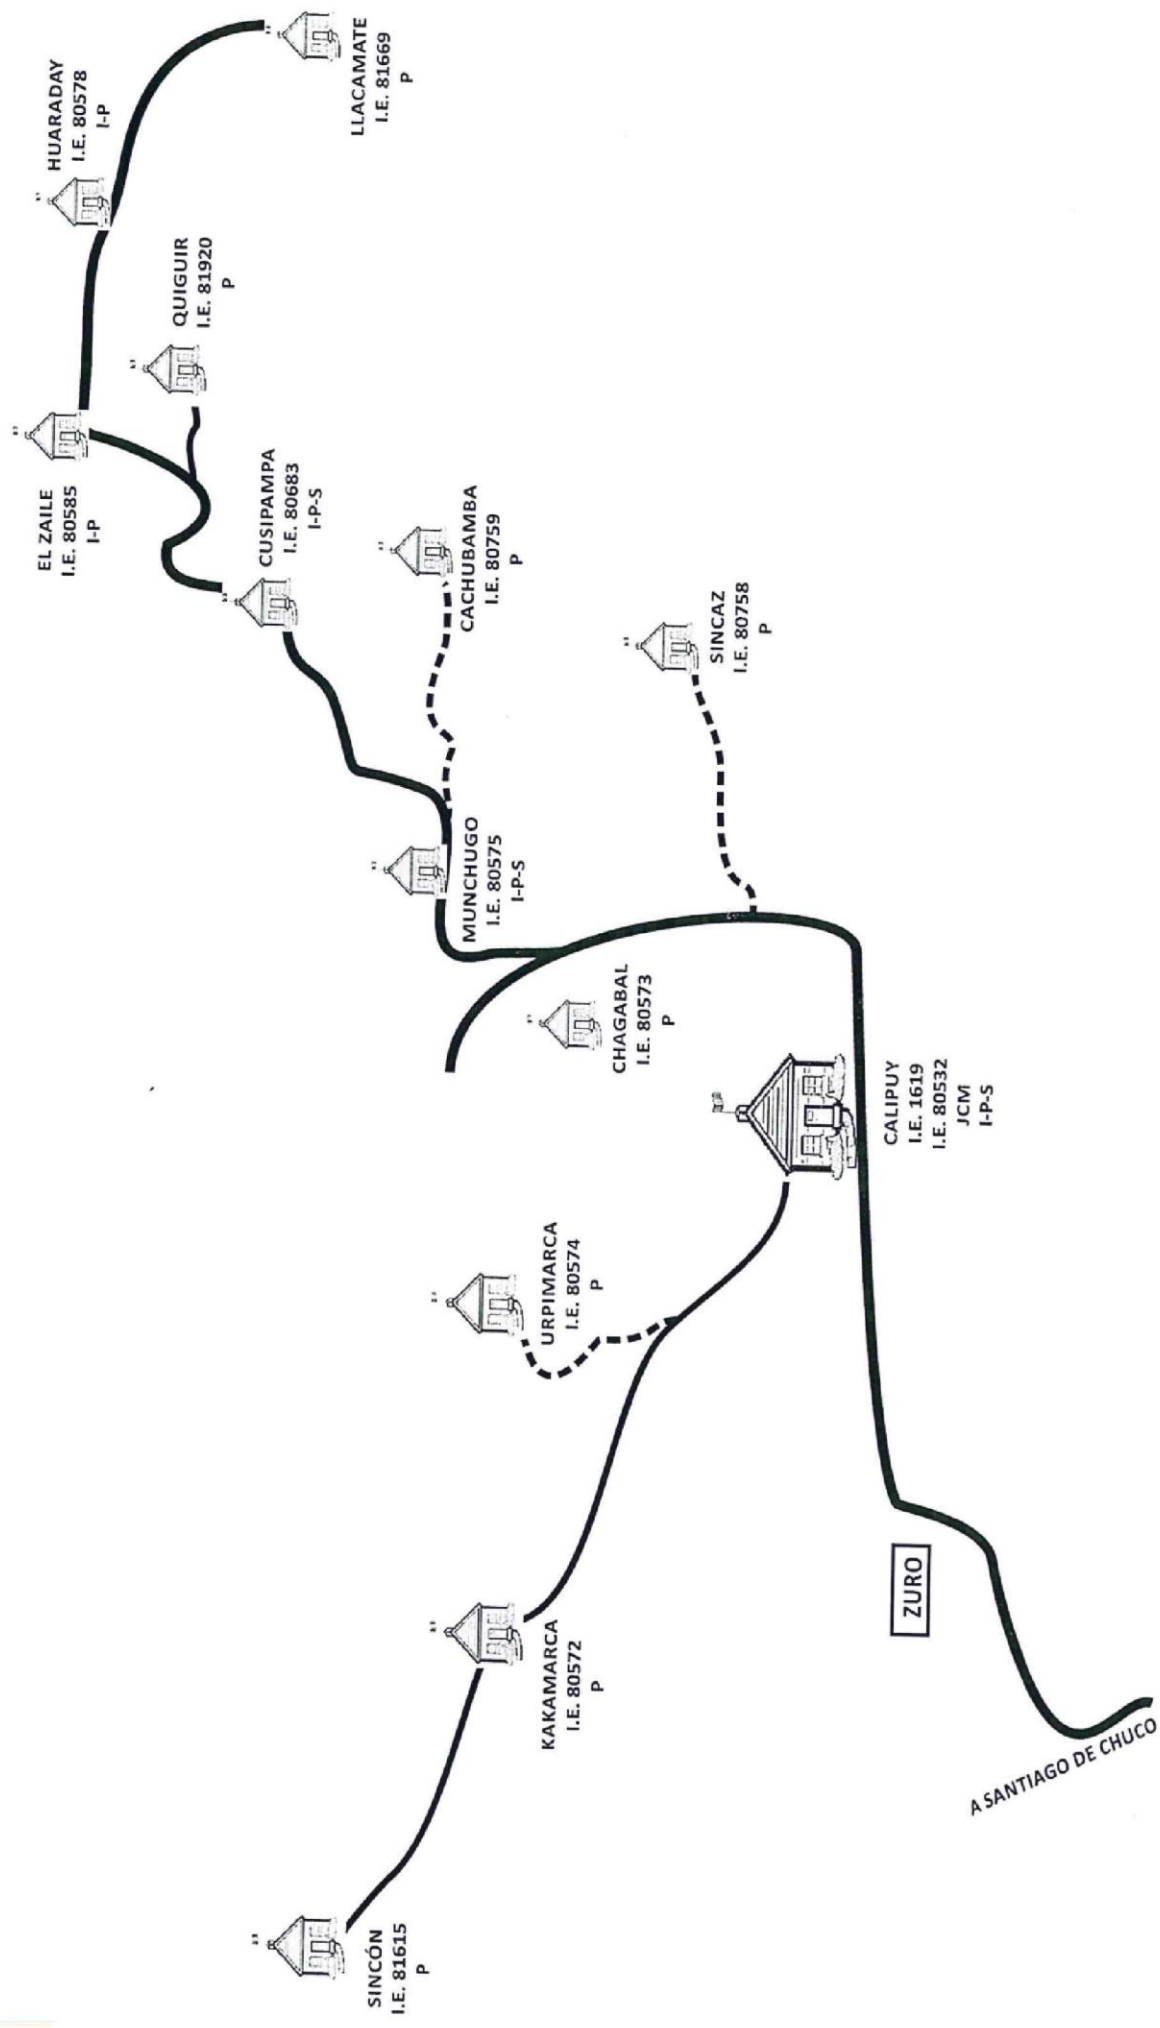 HUARADAY
I.E. 80578
I-P
LLACAMATE
I.E. 81669
P
QUIGUIR
I.E. 81920
P
EL ZAILE
I.E. 80585
I-P
CUSIPAMPA
I.E. 80683
I-P-S
CACHUBAMBA
I.E. 80759
P
SINCAZ
I.E. 80758
P
MUNCHUGO
I.E. 80575
I-P-S
CHAGABAL
I.E. 80573
P
CALIPUY
I.E. 1619
I.E. 80532
JCM
I-P-S
URPIMARCA
I.E. 80574
P
KAKAMARCA
I.E. 80572
P
ZURO
A SANTIAGO DE CHUCO
SINCÓN
I.E. 81615
P